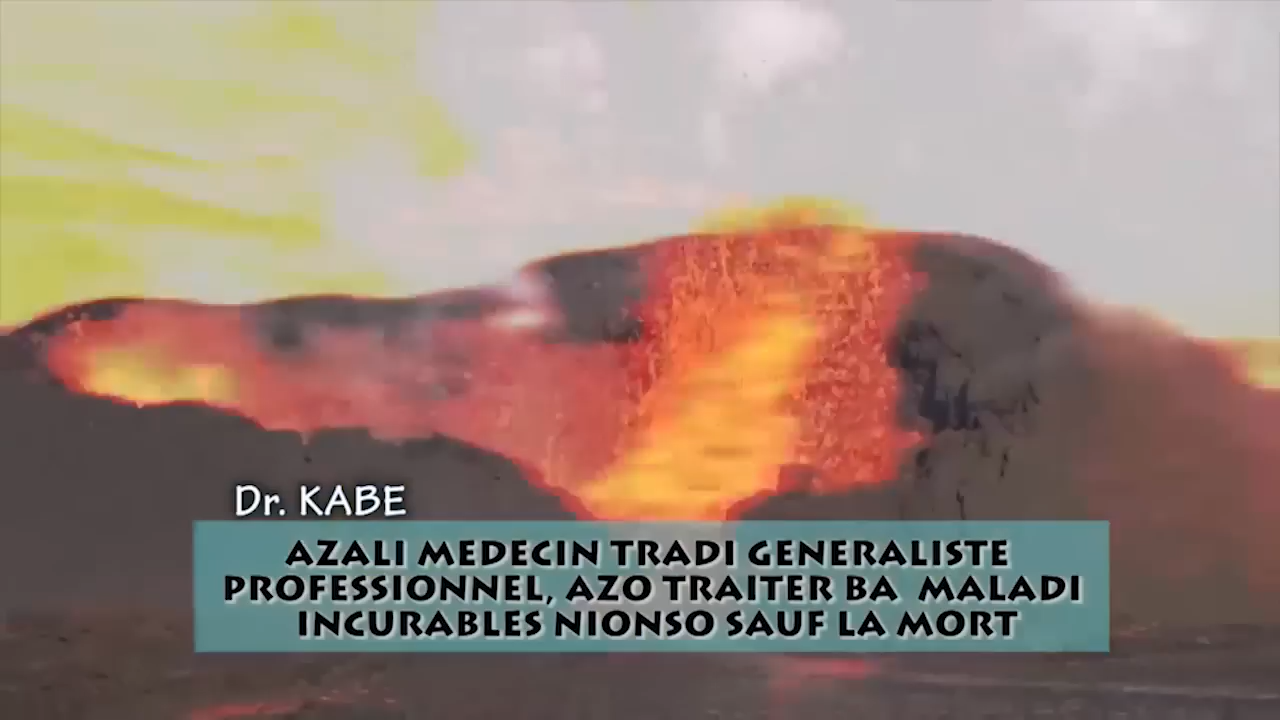 Dr. KABE
AZALI MEDECIN TRADI GENERALISTE
PROFESSIONNEL, AZO TRAITER BA MALADI
INCURABLES NIONSO SAUF LA MORT